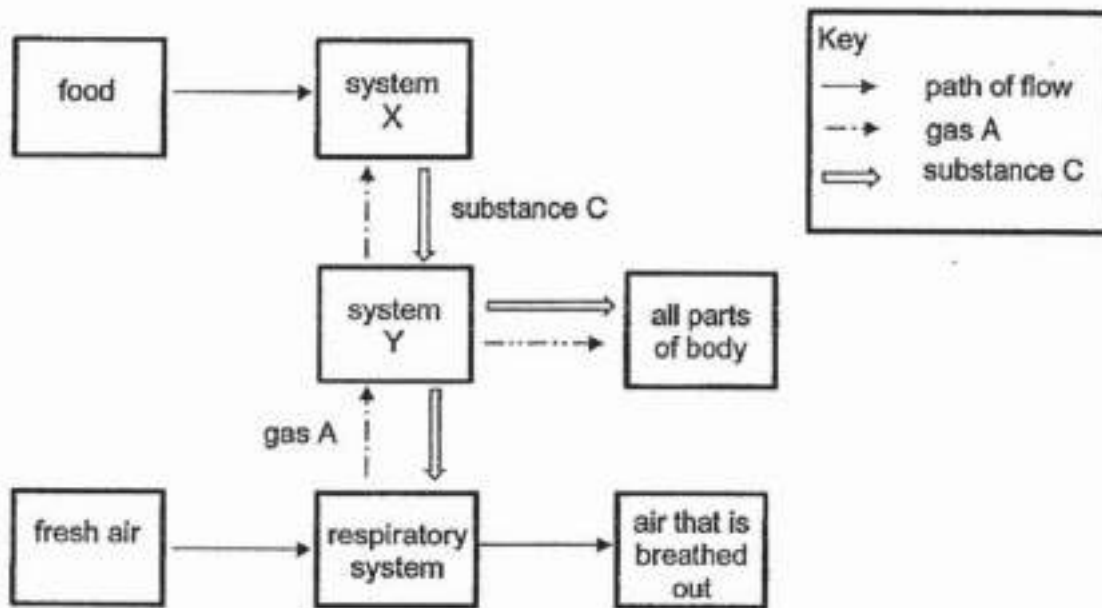 food
system
X
Key
path of flow
gas A
substance C
substance C
system
Y
all parts
of body
gas A
fresh air
respiratory
system
air that is
breathed
out